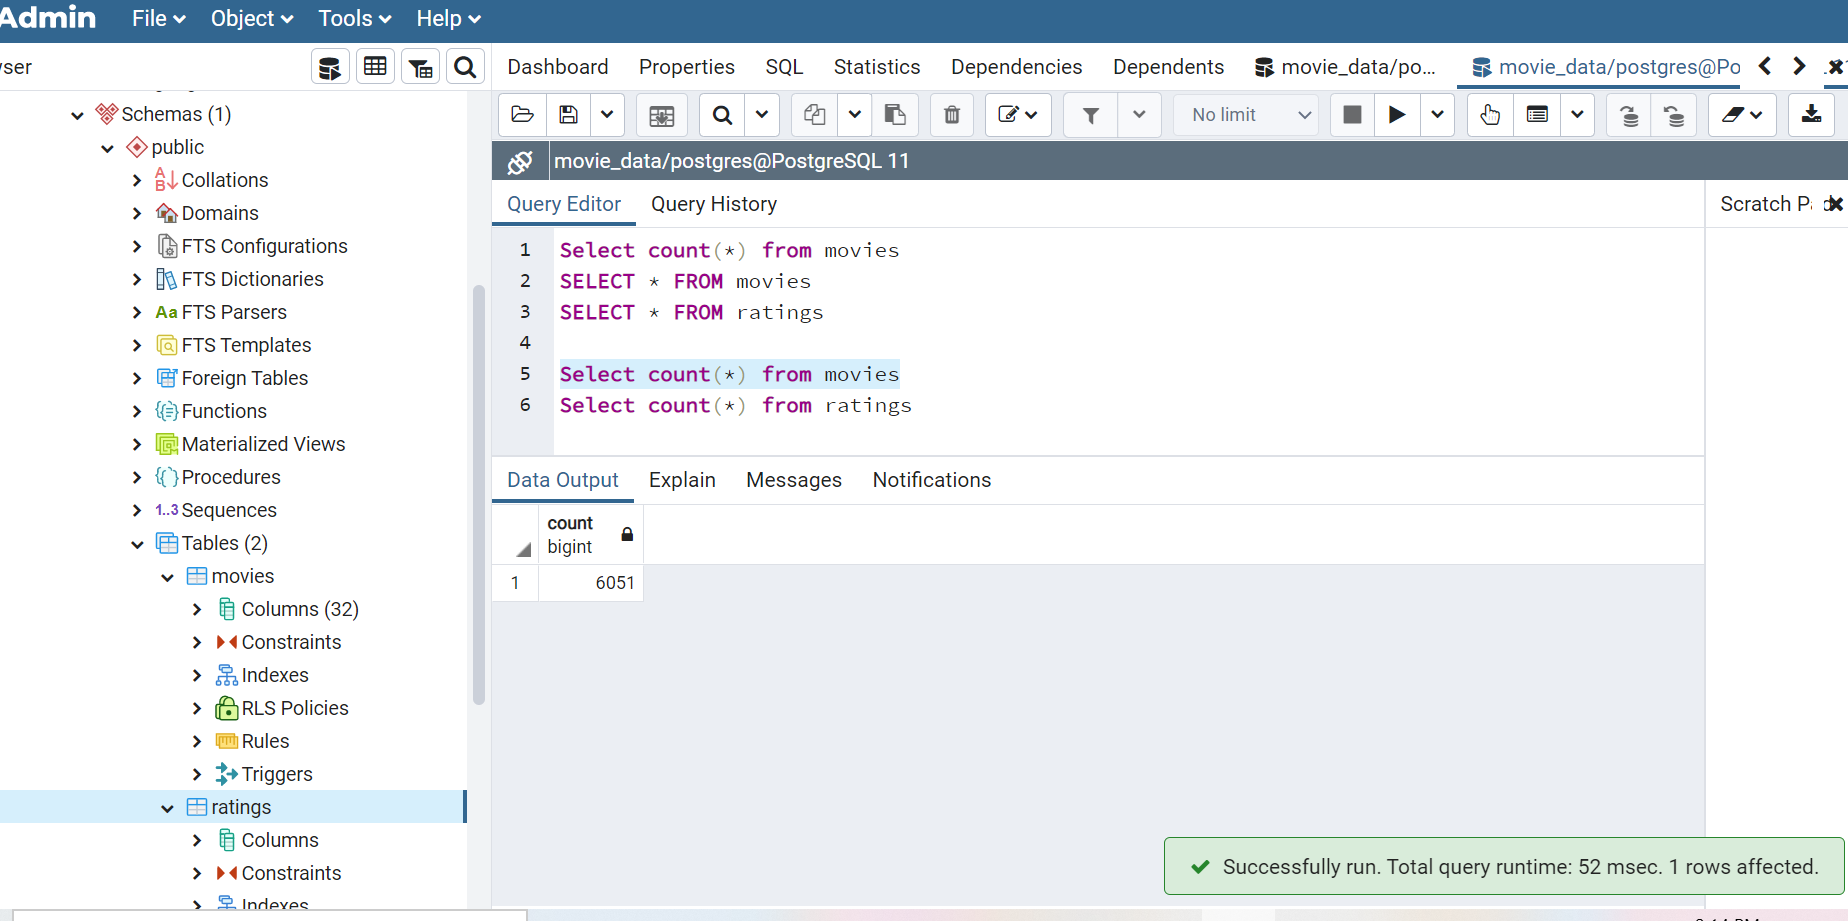 Admin File Object Tools Help
ser
Dashboard Properties SQL Statistics Dependencies Dependents movie_data/po... movie_data/postgres@Po
Schemas (1)
public
Collations
Domains
FTS Configurations
FTS Dictionaries
Aa FTS Parsers
FTS Templates
Foreign Tables
Functions
Materialized Views
Procedures
1..3 Sequences
Tables (2)
movies
Columns (32)
Constraints
Indexes
RLS Policies
Rules
Triggers
ratings
Columns
Constraints
Indexes
No limit
movie_data/postgres@PostgreSQL 11
Query Editor Query History
Scratch Pa
1 Select count(*) from movies
2 SELECT * FROM movies
3 SELECT * FROM ratings
4
5 Select count(*) from movies
6 Select count(*) from ratings
Data Output Explain Messages Notifications
count
bigint
1 6051
Successfully run. Total query runtime: 52 msec. 1 rows affected.